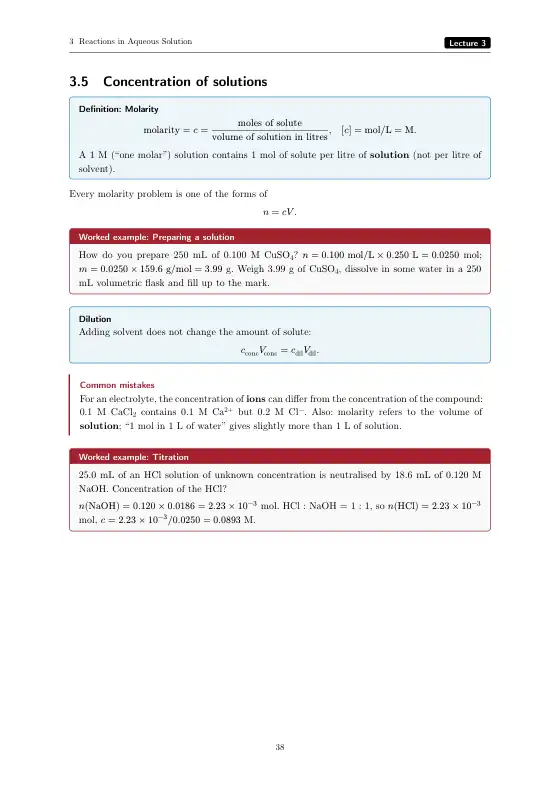 3 Reactions in Aqueous Solution
Lecture 3
3.5 Concentration of solutions
Definition: Molarity
molarity = c = moles of solute / volume of solution in litres, [c] = mol/L = M.
A 1 M (“one molar”) solution contains 1 mol of solute per litre of solution (not per litre of
solvent).
Every molarity problem is one of the forms of
n = cV.
Worked example: Preparing a solution
How do you prepare 250 mL of 0.100 M CuSO₄? n = 0.100 mol/L × 0.250 L = 0.0250 mol;
m = 0.0250 × 159.6 g/mol = 3.99 g. Weigh 3.99 g of CuSO₄, dissolve in some water in a 250
mL volumetric flask and fill up to the mark.
Dilution
Adding solvent does not change the amount of solute:
c_conc V_conc = c_dil V_dil.
Common mistakes
For an electrolyte, the concentration of ions can differ from the concentration of the compound:
0.1 M CaCl₂ contains 0.1 M Ca²⁺ but 0.2 M Cl⁻. Also: molarity refers to the volume of
solution; “1 mol in 1 L of water” gives slightly more than 1 L of solution.
Worked example: Titration
25.0 mL of an HCl solution of unknown concentration is neutralised by 18.6 mL of 0.120 M
NaOH. Concentration of the HCl?
n(NaOH) = 0.120 × 0.0186 = 2.23 × 10⁻³ mol. HCl : NaOH = 1 : 1, so n(HCl) = 2.23 × 10⁻³
mol, c = 2.23 × 10⁻³/0.0250 = 0.0893 M.
38